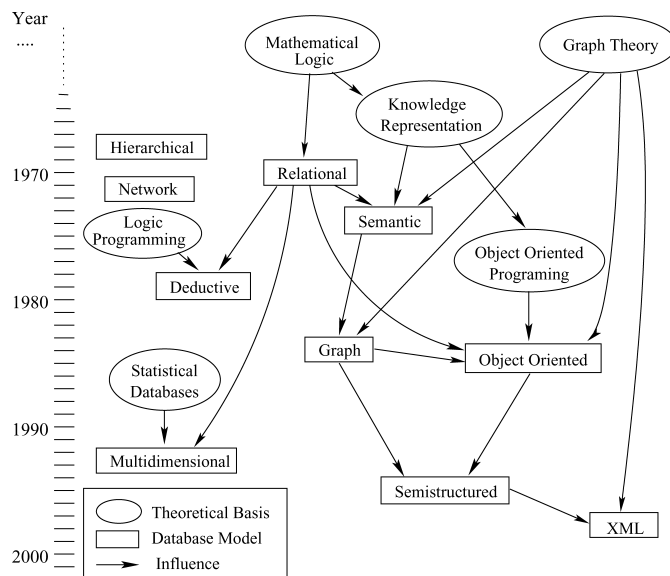 Year
....
1970
1980
1990
2000
Mathematical
Logic
Graph Theory
Knowledge
Representation
Hierarchical
Relational
Network
Semantic
Logic
Programming
Object Oriented
Programing
Deductive
Graph
Object Oriented
Statistical
Databases
Multidimensional
Semistructured
XML
Theoretical Basis
Database Model
Influence